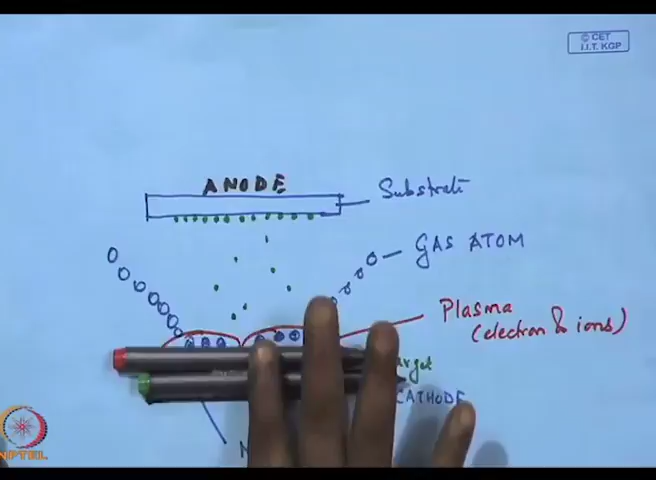 © CET
I.I.T. KGP
ANODE
Substrate
GAS ATOM
Plasma
(electron & ions)
CATHODE
NPTEL